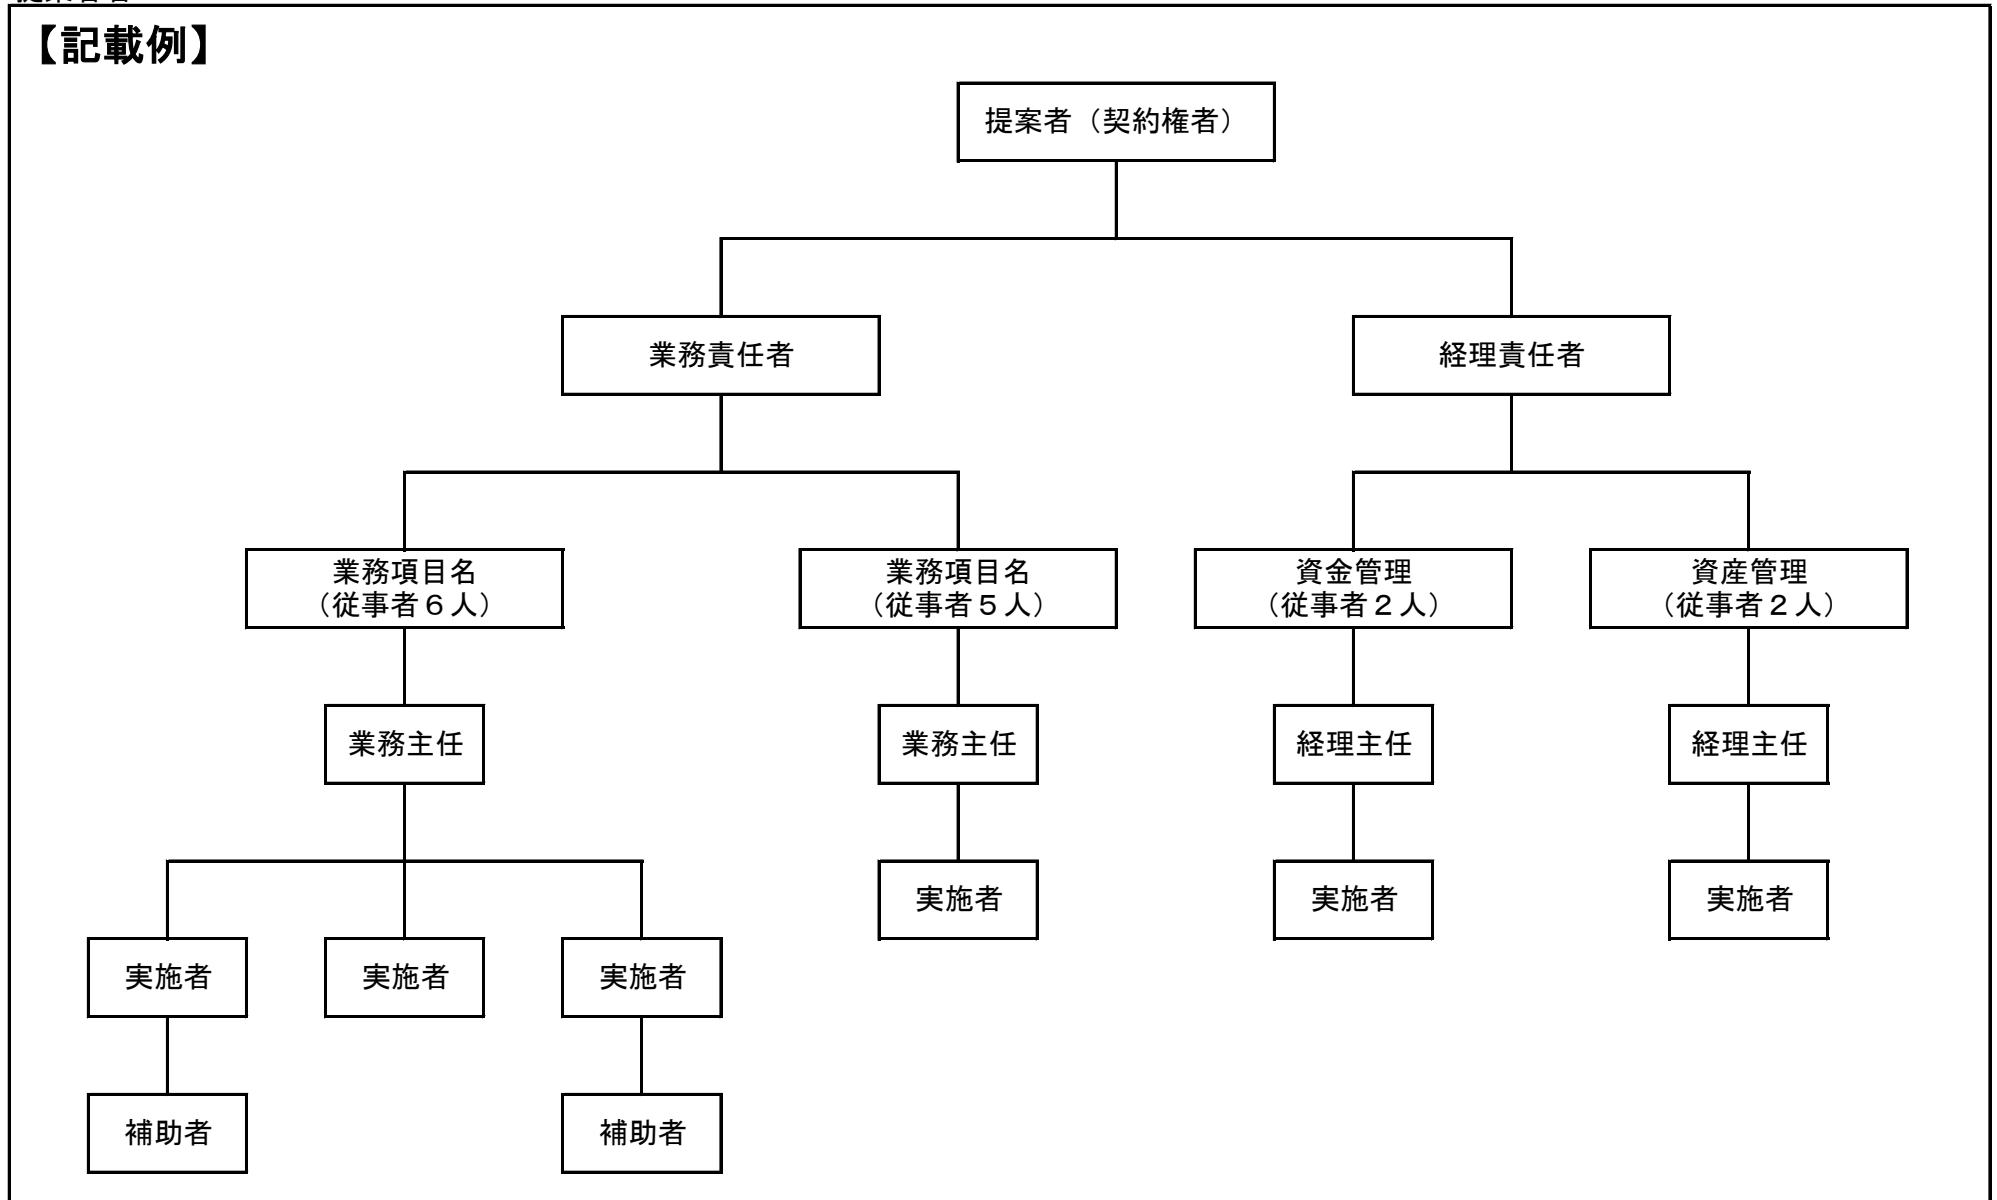 【記載例】
提案者（契約権者）
業務責任者
経理責任者
業務項目名
（従事者６人）
業務項目名
（従事者５人）
資金管理
（従事者２人）
資産管理
（従事者２人）
業務主任
業務主任
経理主任
経理主任
実施者
実施者
実施者
実施者
実施者
実施者
補助者
補助者